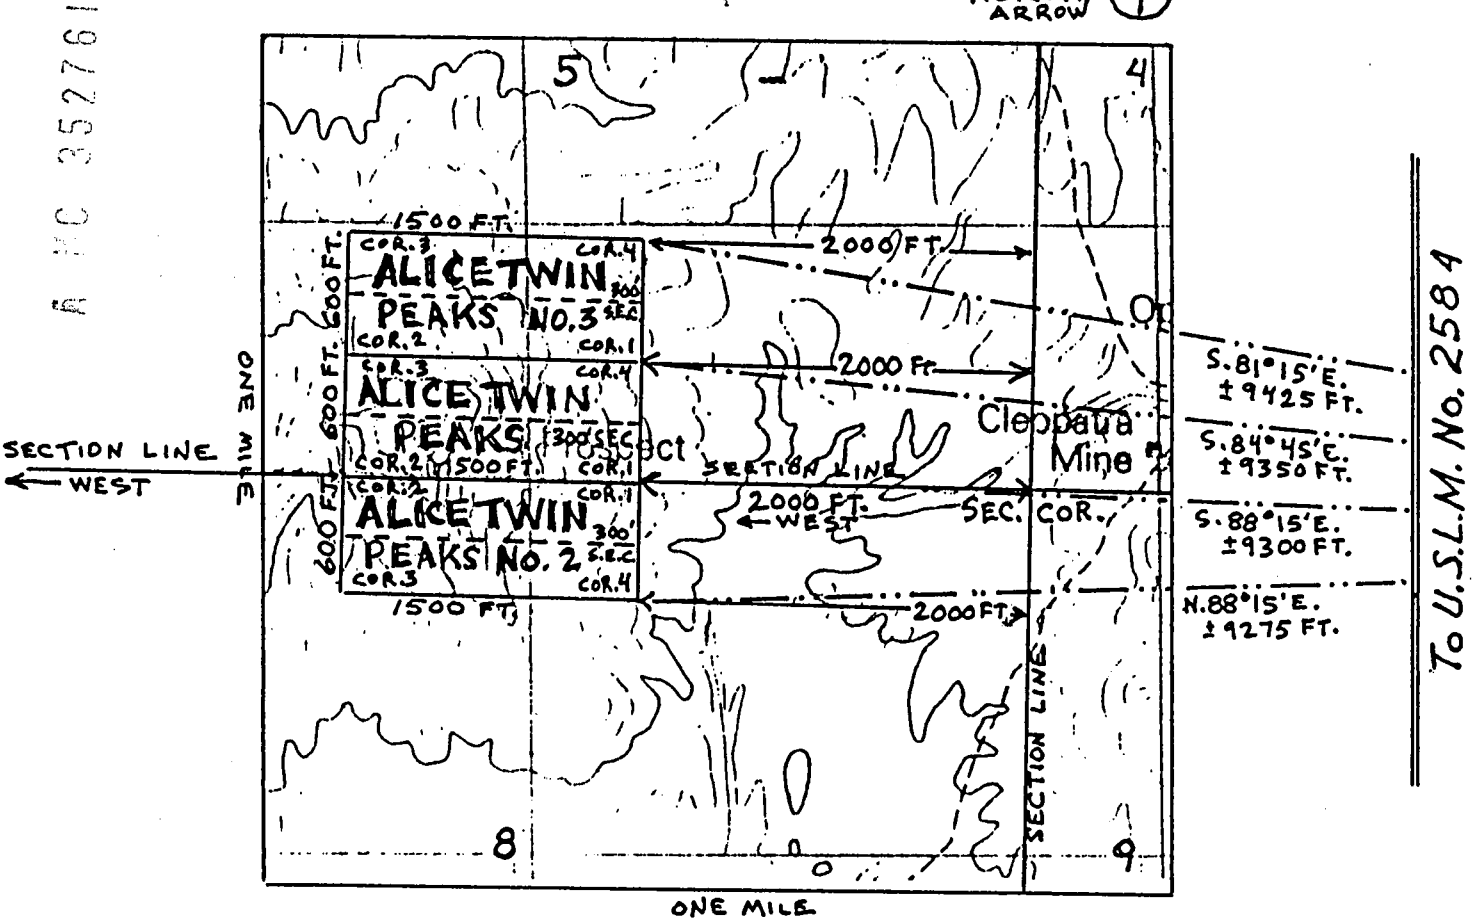 ARROW
A MC 352761
5
4
1500 FT.
COR.3 COR.4
ALICE TWIN
300'
PEAKS NO.3 S.E.C
COR.2 COR.1
600 FT.
2000 FT.
COR.3 COR.4
ALICE TWIN
PEAKS 300' SEC
COR.2 1500 FT. COR.1
600 FT.
2000 FT.
Prospect
Cleopatra
Mine
ONE MILE
SECTION LINE
WEST
SECTION LINE
2000 FT.
WEST
SEC. COR.
COR.2 COR.1
ALICE TWIN
300'
PEAKS NO. 2 S.E.C
COR.3 COR.4
600 FT.
1500 FT.
2000 FT.
S. 81° 15' E.
± 9425 FT.
S. 84° 45' E.
± 9350 FT.
S. 88° 15' E.
± 9300 FT.
N. 88° 15' E.
± 9275 FT.
To U.S.L.M. No. 2584
SECTION LINE
8
9
ONE MILE